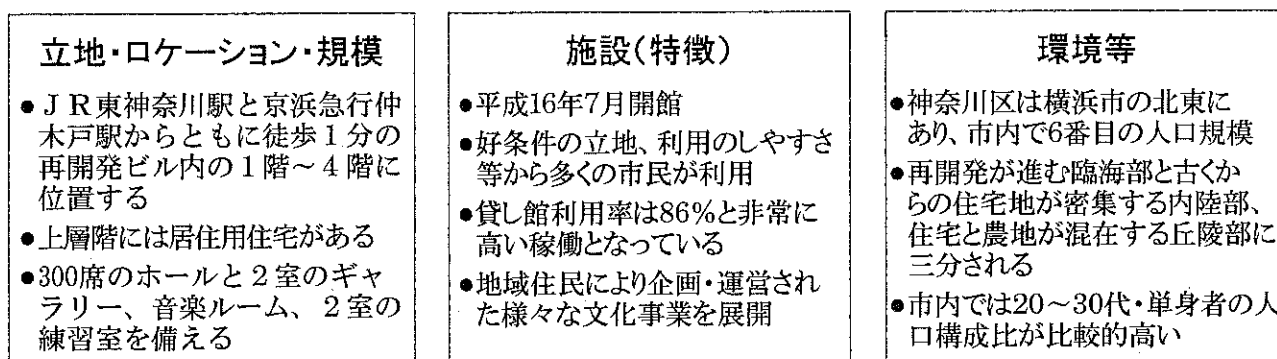 立地・ロケーション・規模
●ＪＲ東神奈川駅と京浜急行仲
木戸駅からともに徒歩１分の
再開発ビル内の１階～４階に
位置する
●上層階には居住用住宅がある
●300席のホールと２室のギャ
ラリー、音楽ルーム、２室の
練習室を備える
施設（特徴）
●平成16年7月開館
●好条件の立地、利用のしやすさ
等から多くの市民が利用
●貸し館利用率は86％と非常に
高い稼働となっている
●地域住民により企画・運営され
た様々な文化事業を展開
環境等
●神奈川区は横浜市の北東に
あり、市内で6番目の人口規模
●再開発が進む臨海部と古くか
らの住宅地が密集する内陸部、
住宅と農地が混在する丘陵部に
三分される
●市内では20～30代・単身者の人
口構成比が比較的高い